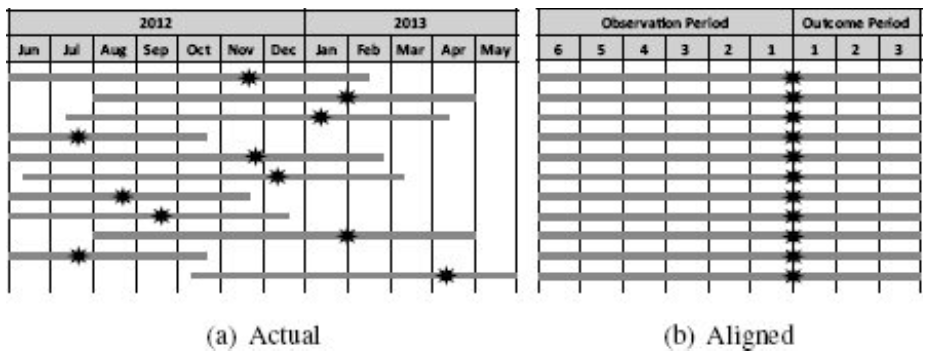 2012 2013
Jun Jul Aug Sep Oct Nov Dec Jan Feb Mar Apr May
(a) Actual
Observation Period Outcome Period
6 5 4 3 2 1 1 2 3
(b) Aligned